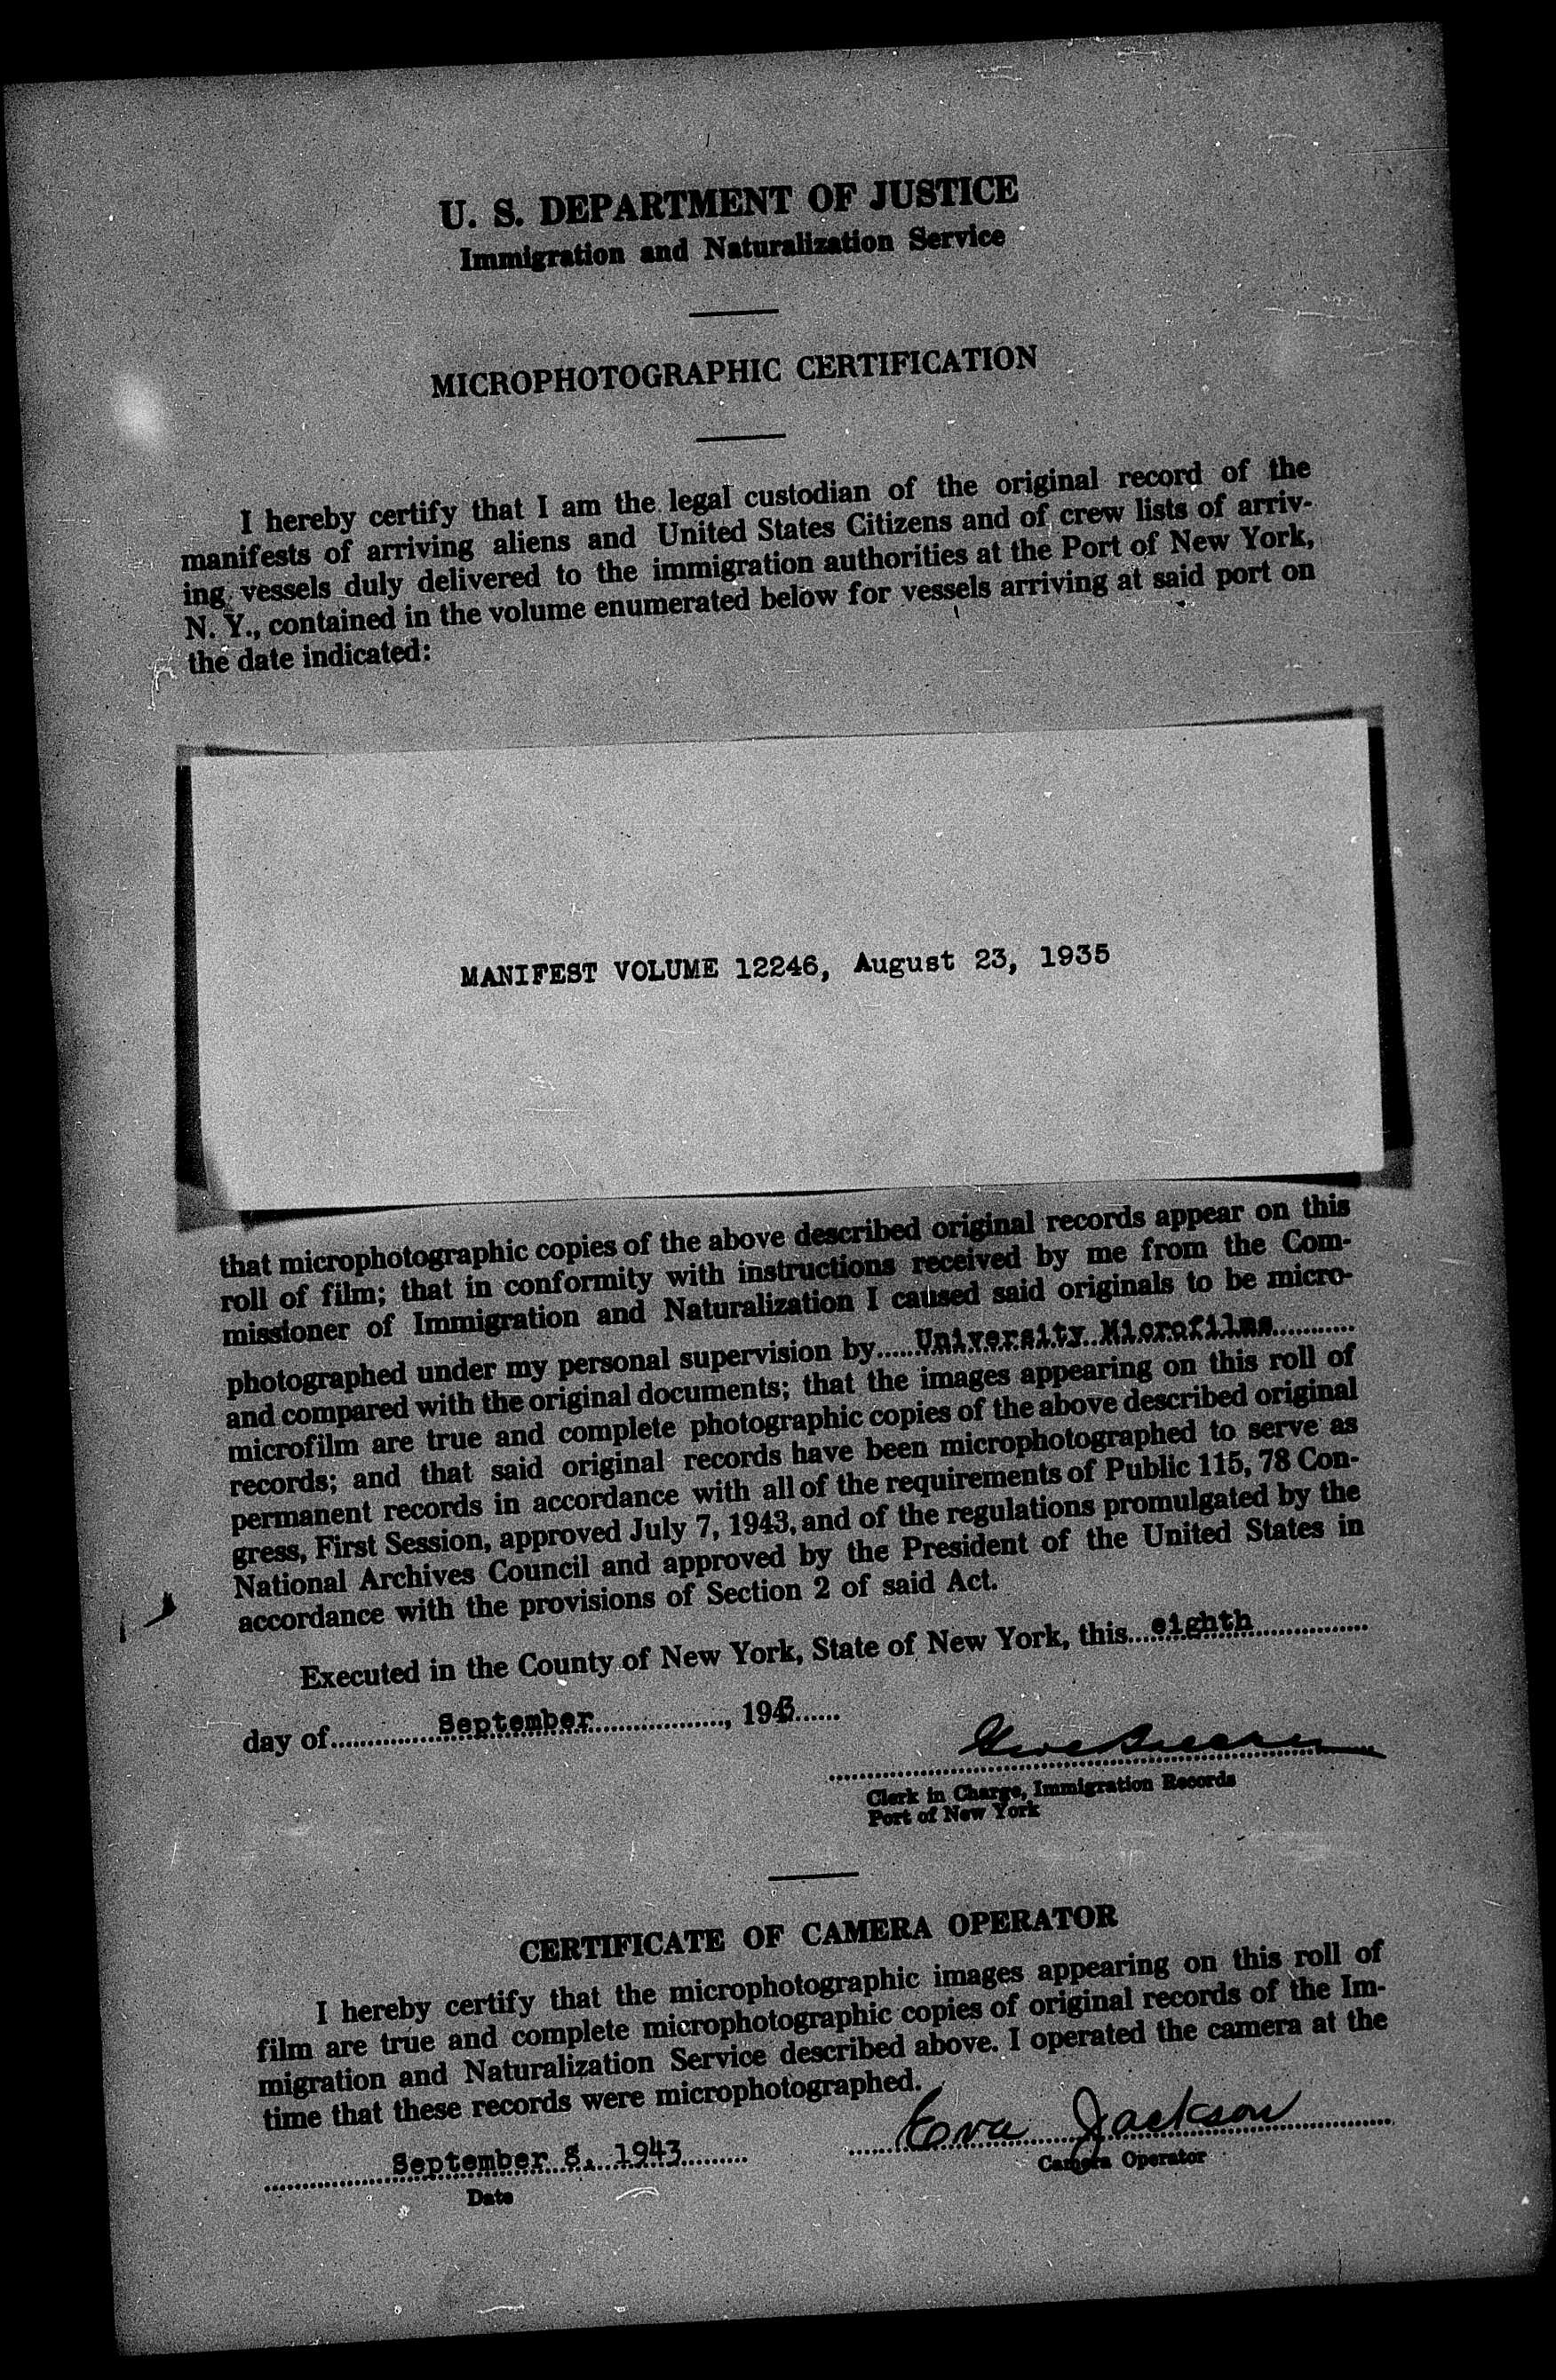 U. S. DEPARTMENT OF JUSTICE
Immigration and Naturalization Service
MICROPHOTOGRAPHIC CERTIFICATION
I hereby certify that I am the legal custodian of the original record of the
manifests of arriving aliens and United States Citizens and of crew lists of arriv-
ing vessels duly delivered to the immigration authorities at the Port of New York,
N. Y., contained in the volume enumerated below for vessels arriving at said port on
the date indicated:
MANIFEST VOLUME 12246, August 23, 1935
that microphotographic copies of the above described original records appear on this
roll of film; that in conformity with instructions received by me from the Com-
missioner of Immigration and Naturalization I caused said originals to be micro-
photographed under my personal supervision by......University Microfilms............
and compared with the original documents; that the images appearing on this roll of
microfilm are true and complete photographic copies of the above described original
records; and that said original records have been microphotographed to serve as
permanent records in accordance with all of the requirements of Public 115, 78 Con-
gress, First Session, approved July 7, 1943, and of the regulations promulgated by the
National Archives Council and approved by the President of the United States in
accordance with the provisions of Section 2 of said Act.
Executed in the County of New York, State of New York, this....eighth................
day of................September..................., 1943......
Clerk in Charge, Immigration Records
Port of New York
CERTIFICATE OF CAMERA OPERATOR
I hereby certify that the microphotographic images appearing on this roll of
film are true and complete microphotographic copies of original records of the Im-
migration and Naturalization Service described above. I operated the camera at the
time that these records were microphotographed.
September 8, 1943 Jackson
Date Camera Operator